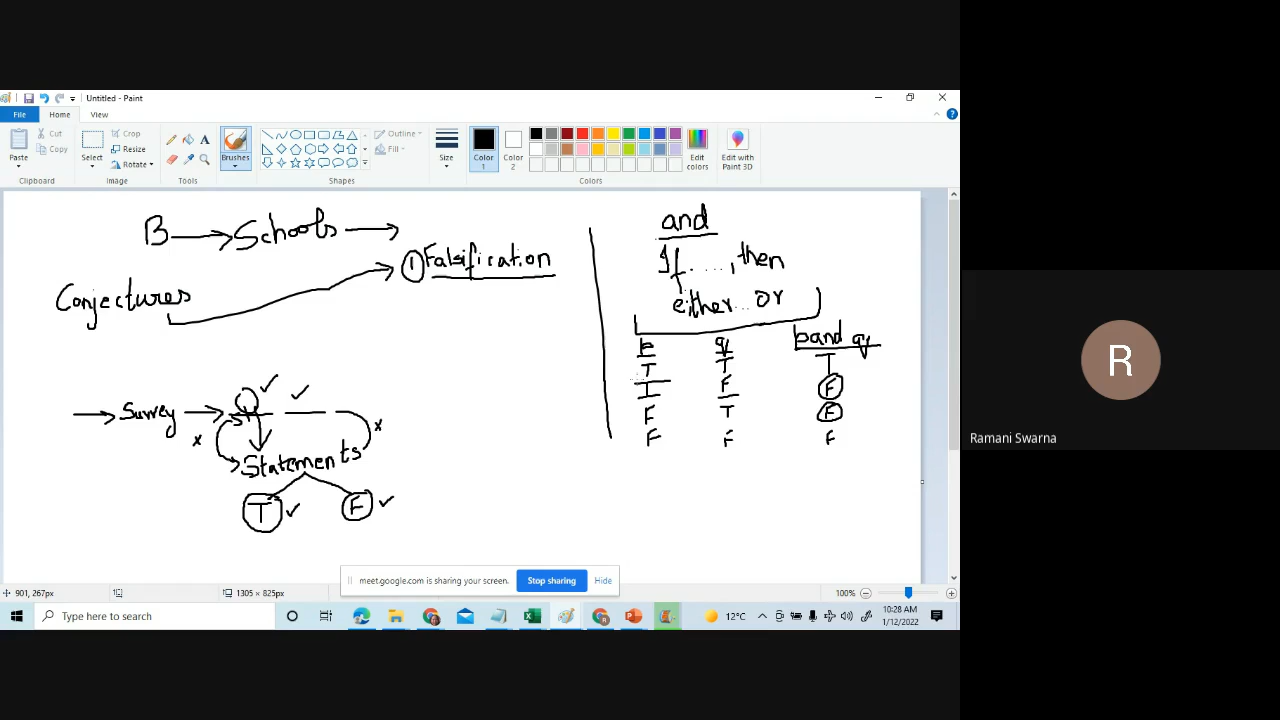 Untitled - Paint
File Home View
Paste Cut Copy
Clipboard
Select Crop Resize Rotate
Image
Tools
Brushes
Shapes
Outline
Fill
Size
Color 1
Color 2
Colors
Edit colors
Edit with Paint 3D
B → Schools →
① Falsification
Conjectures
→ Survey → Q
Statements
T F
and
If ....., then
either... or
p q p and q
T T T
T F F
F T F
F F F
meet.google.com is sharing your screen. Stop sharing Hide
901, 267px 1305 × 825px 100%
Type here to search
12°C
10:28 AM
1/12/2022
R
Ramani Swarna